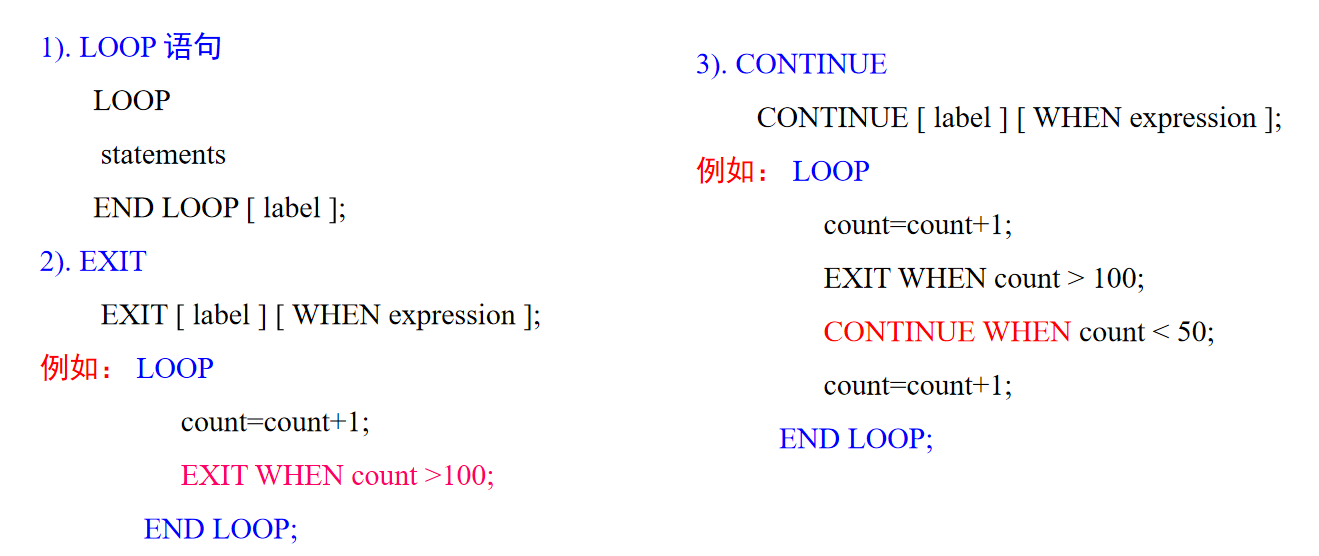 1). LOOP 语句
LOOP
statements
END LOOP [ label ];
2). EXIT
EXIT [ label ] [ WHEN expression ];
例如： LOOP
count=count+1;
EXIT WHEN count >100;
END LOOP;
3). CONTINUE
CONTINUE [ label ] [ WHEN expression ];
例如： LOOP
count=count+1;
EXIT WHEN count > 100;
CONTINUE WHEN count < 50;
count=count+1;
END LOOP;